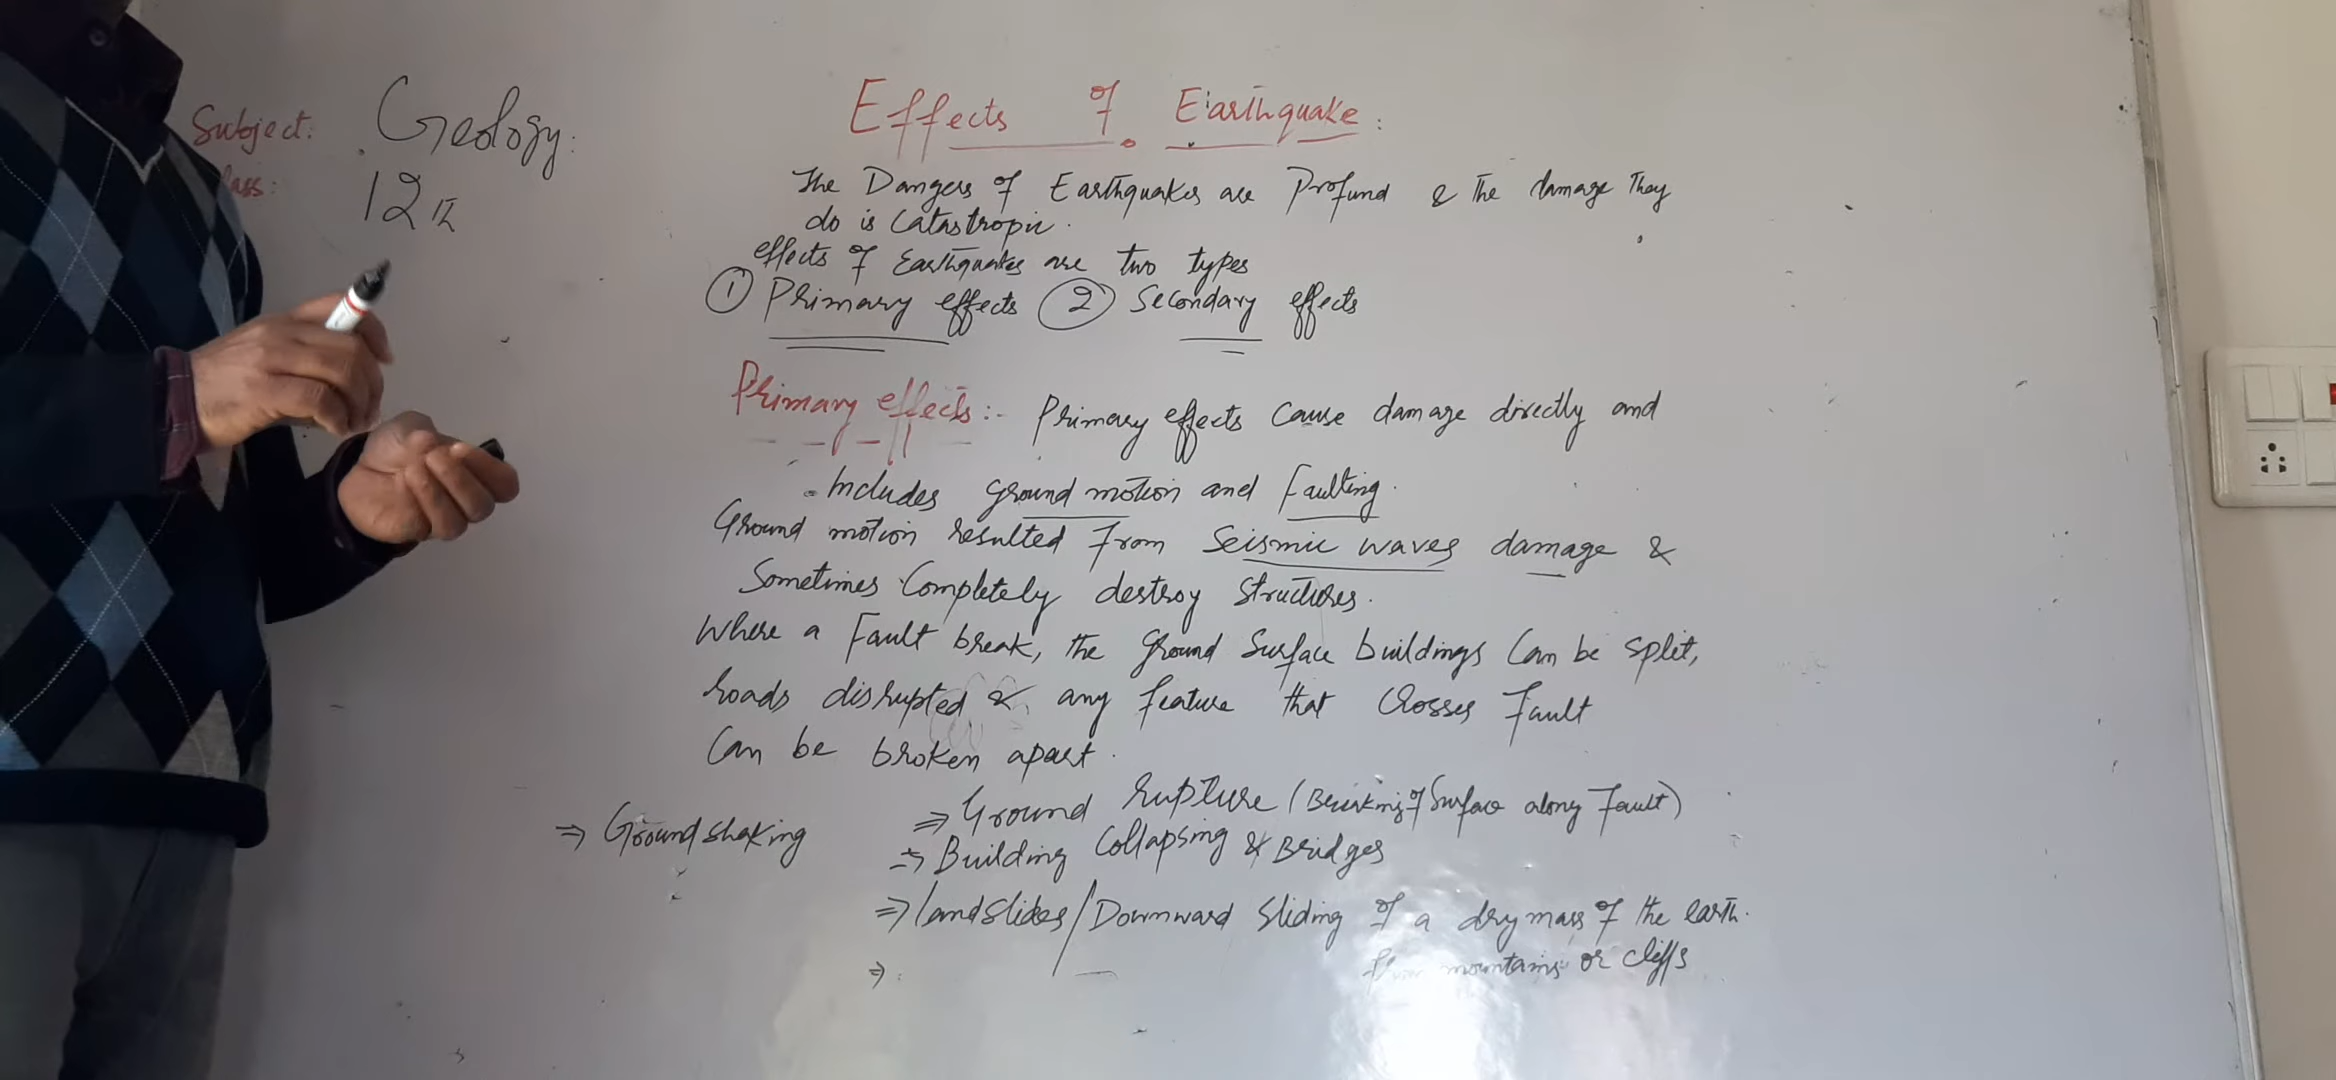 Subject: Geology:
lass: 12th
Effects of Earthquake:
The Dangers of Earthquakes are Profund & the damage They
do is Catastropic.
effects of Earthquakes are two types
① Primary effects ② Secondary effects
Primary effects:- Primary effects cause damage directly and
Includes ground motion and Faulting.
Ground motion resulted From Seismic waves damage &
Sometimes Completely destroy Structures.
Where a Fault break, the Ground Surface buildings Can be split,
roads disrupted & any feature that Crosses Fault
Can be broken apart.
⇒ Ground shaking ⇒ Ground rupture (Breaking of Surface along Fault)
⇒ Building Collapsing & Bridges
⇒ landslides / Downward Sliding of a dry mass of the earth.
from mountains or cliffs
⇒